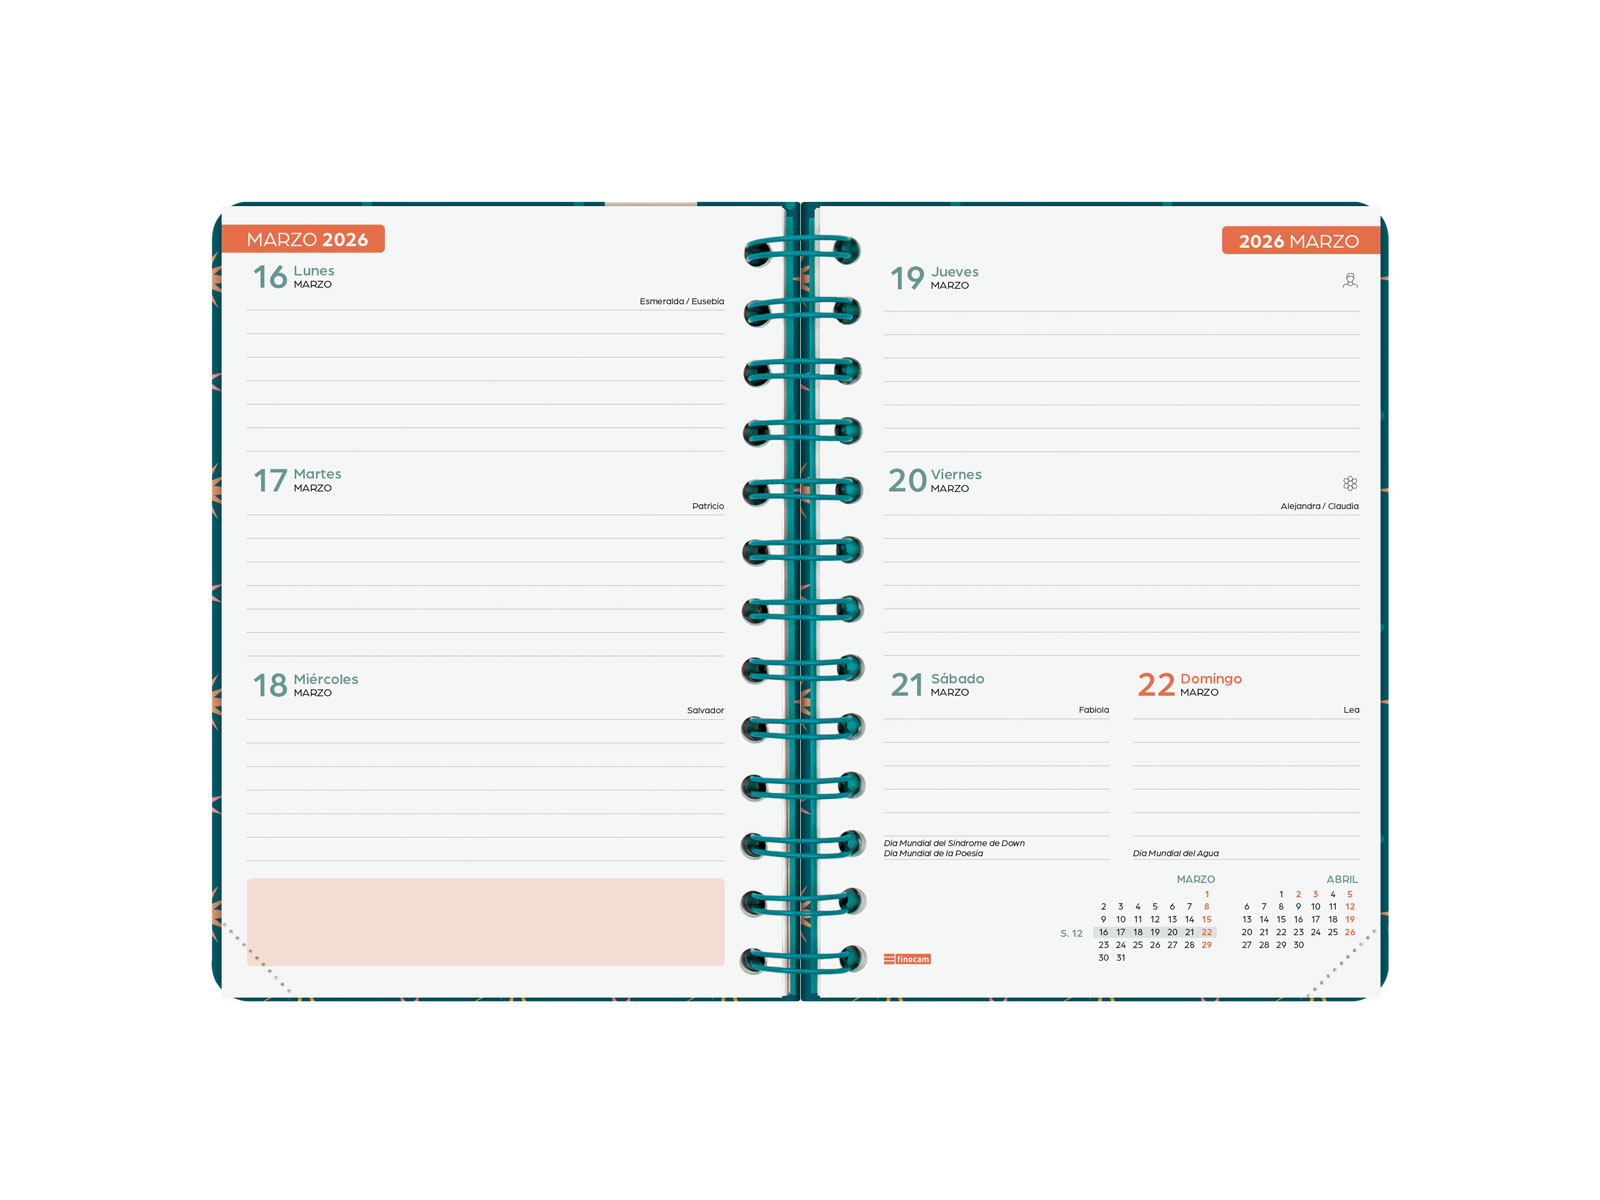 MARZO 2026
16 Lunes
MARZO
Esmeralda / Eusebia
17 Martes
MARZO
Patricio
18 Miércoles
MARZO
Salvador
2026 MARZO
19 Jueves
MARZO
20 Viernes
MARZO
Alejandra / Claudia
21 Sábado
MARZO
Fabiola
Día Mundial del Síndrome de Down
Día Mundial de la Poesía
22 Domingo
MARZO
Lea
Día Mundial del Agua
MARZO
1
2 3 4 5 6 7 8
9 10 11 12 13 14 15
S. 12 16 17 18 19 20 21 22
23 24 25 26 27 28 29
30 31
ABRIL
1 2 3 4 5
6 7 8 9 10 11 12
13 14 15 16 17 18 19
20 21 22 23 24 25 26
27 28 29 30
finocam